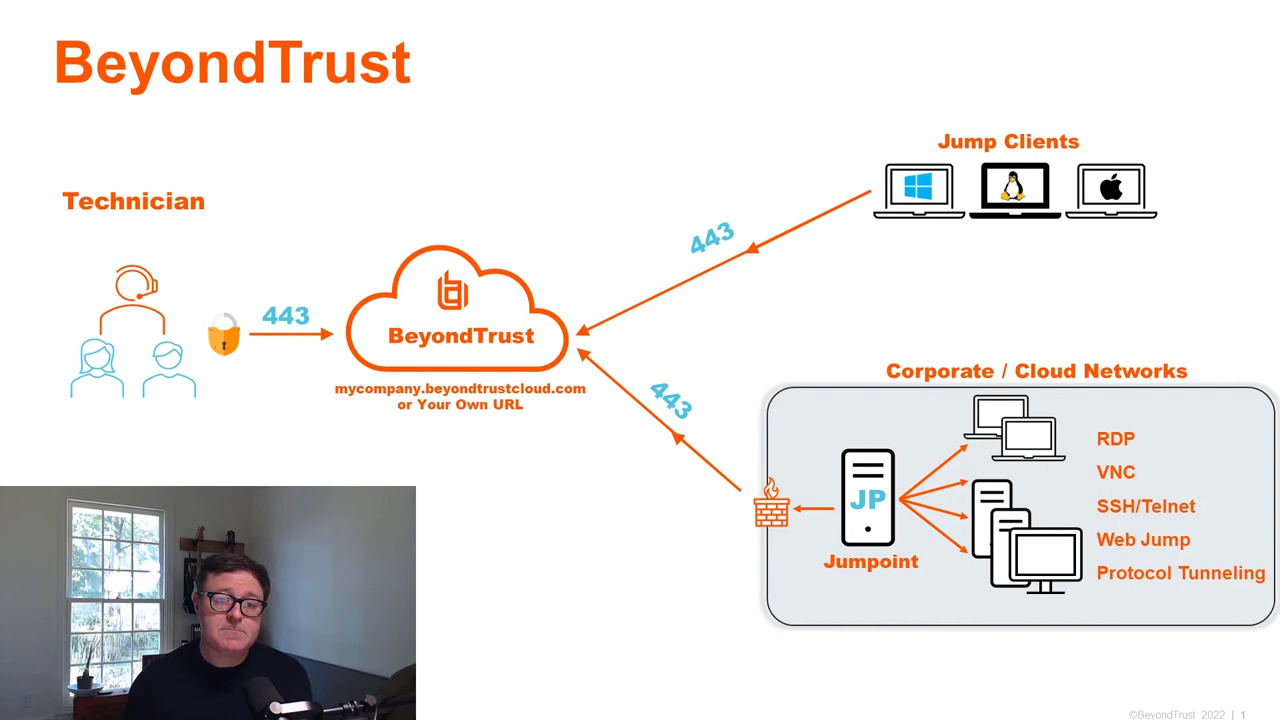 BeyondTrust
Jump Clients
Technician
443
443
BeyondTrust
mycompany.beyondtrustcloud.com
or Your Own URL
443
Corporate / Cloud Networks
JP
Jumpoint
RDP
VNC
SSH/Telnet
Web Jump
Protocol Tunneling
©BeyondTrust 2022 | 1